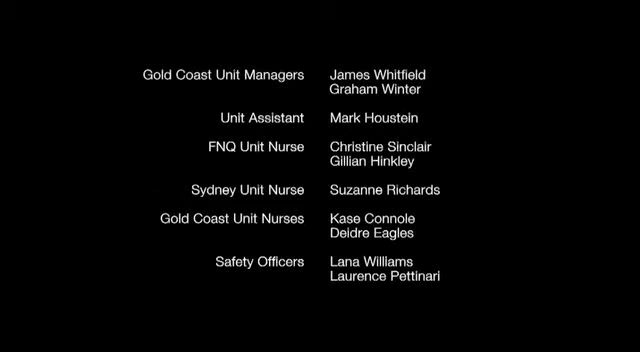 Gold Coast Unit Managers James Whitfield
Graham Winter
Unit Assistant Mark Houstein
FNQ Unit Nurse Christine Sinclair
Gillian Hinkley
Sydney Unit Nurse Suzanne Richards
Gold Coast Unit Nurses Kase Connole
Deidre Eagles
Safety Officers Lana Williams
Laurence Pettinari